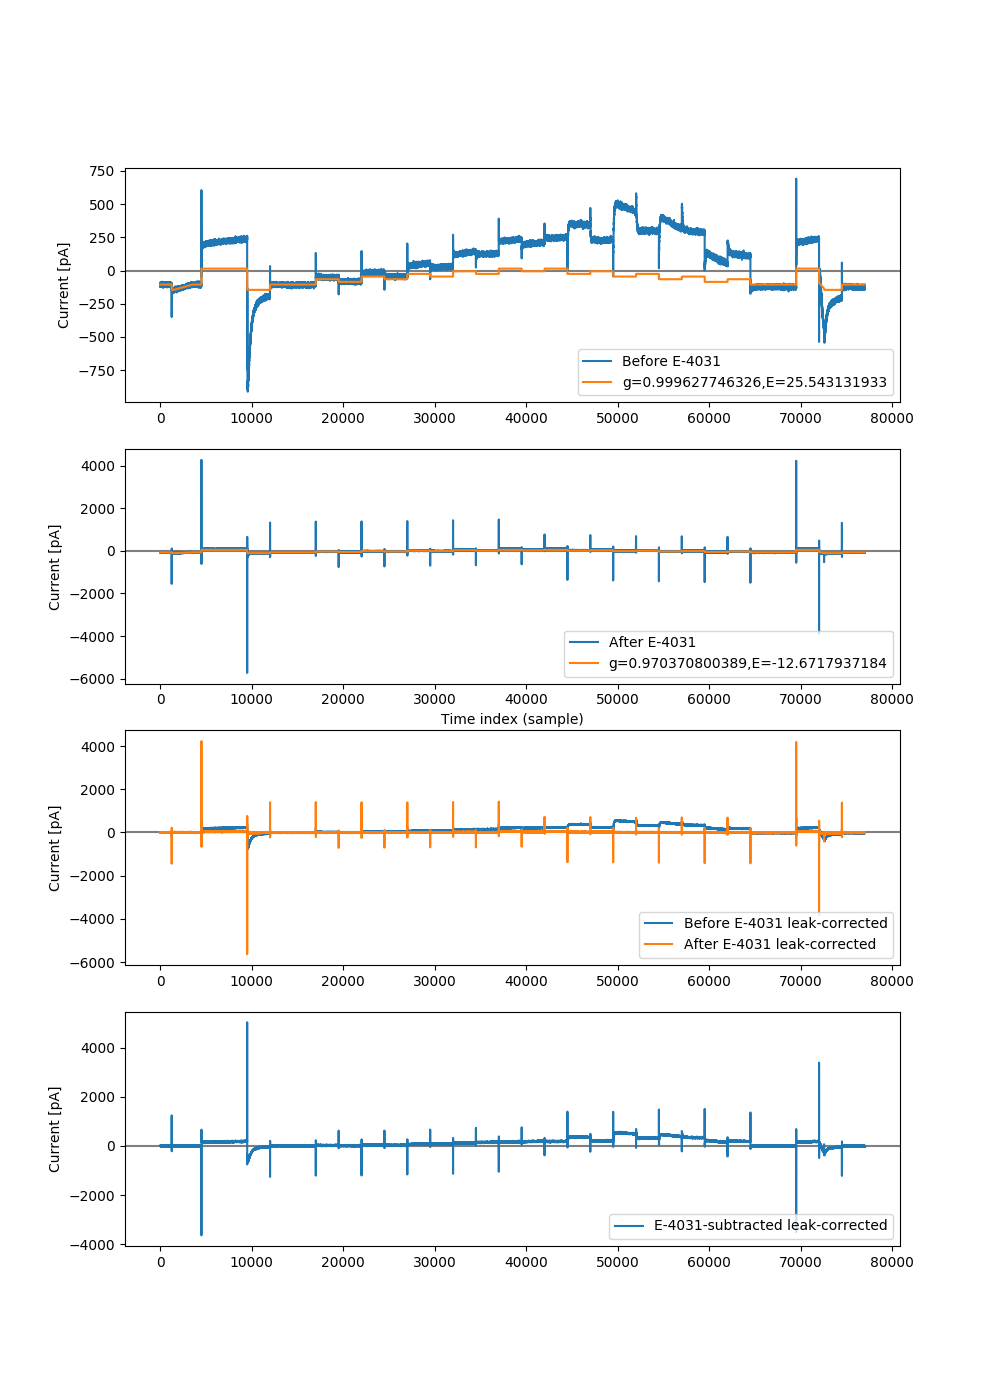 750
500
250
0
−250
−500
−750
Current [pA]
Before E-4031
g=0.999627746326,E=25.543131933
0 10000 20000 30000 40000 50000 60000 70000 80000
4000
2000
0
−2000
−4000
−6000
Current [pA]
After E-4031
g=0.970370800389,E=-12.6717937184
0 10000 20000 30000 40000 50000 60000 70000 80000
Time index (sample)
4000
2000
0
−2000
−4000
−6000
Current [pA]
Before E-4031 leak-corrected
After E-4031 leak-corrected
0 10000 20000 30000 40000 50000 60000 70000 80000
4000
2000
0
−2000
−4000
Current [pA]
E-4031-subtracted leak-corrected
0 10000 20000 30000 40000 50000 60000 70000 80000